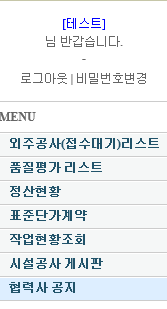 [테스트]
님 반갑습니다.
-
로그아웃 | 비밀번호변경
MENU
외주공사(접수대기)리스트
품질평가 리스트
정산현황
표준단가계약
작업현황조회
시설공사 게시판
협력사 공지